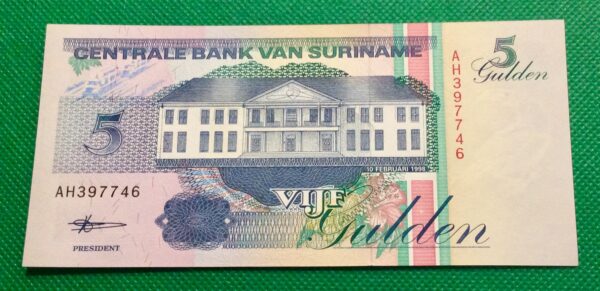 CENTRALE BANK VAN SURINAME
5
Gulden
AH397746
5
10 FEBRUARI 1998
AH397746
VIJF
Gulden
PRESIDENT